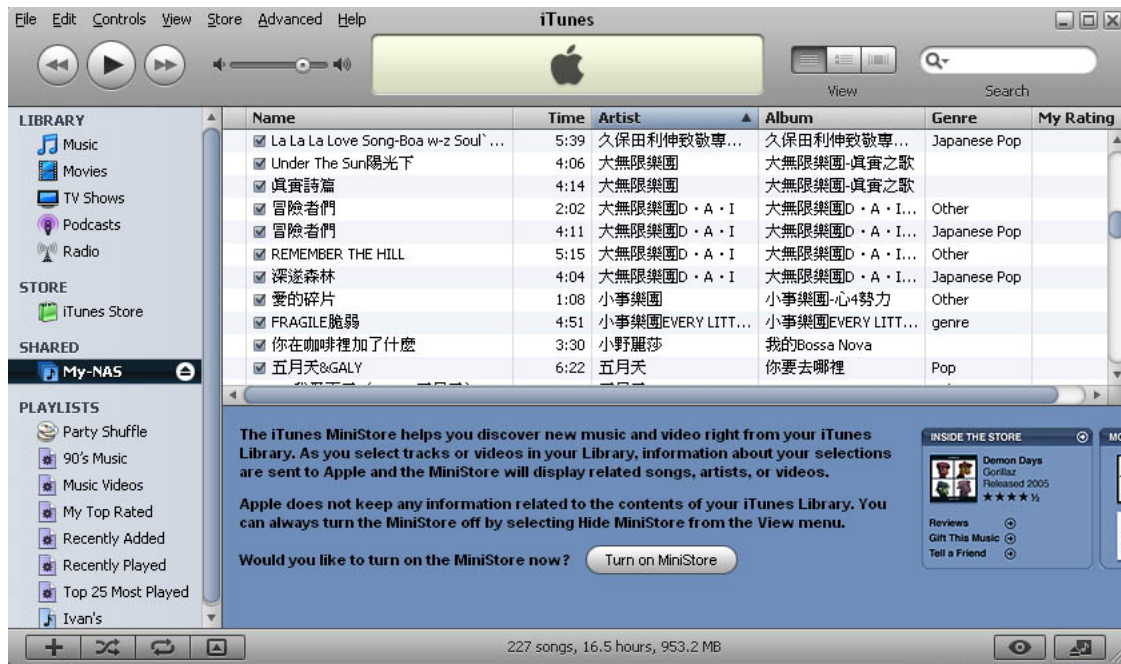 File Edit Controls View Store Advanced Help iTunes
View Search
LIBRARY
Music
Movies
TV Shows
Podcasts
Radio
STORE
iTunes Store
SHARED
My-NAS
PLAYLISTS
Party Shuffle
90's Music
Music Videos
My Top Rated
Recently Added
Recently Played
Top 25 Most Played
Ivan's
Name Time Artist Album Genre My Rating
La La La Love Song-Boa w-z Soul`... 5:39 久保田利伸致敬專... 久保田利伸致敬專... Japanese Pop
Under The Sun陽光下 4:06 大無限樂團 大無限樂團-眞實之歌
眞實詩篇 4:14 大無限樂團 大無限樂團-眞實之歌
冒險者們 2:02 大無限樂團D・A・I 大無限樂團D・A・I... Other
冒險者們 4:11 大無限樂團D・A・I 大無限樂團D・A・I... Japanese Pop
REMEMBER THE HILL 5:15 大無限樂團D・A・I 大無限樂團D・A・I... Other
深遂森林 4:04 大無限樂團D・A・I 大無限樂團D・A・I... Japanese Pop
愛的碎片 1:08 小事樂團 小事樂團-心4勢力 Other
FRAGILE脆弱 4:51 小事樂團EVERY LITT... 小事樂團EVERY LITT... genre
你在咖啡裡加了什麼 3:30 小野麗莎 我的Bossa Nova
五月天&GALY 6:22 五月天 你要去哪裡 Pop
The iTunes MiniStore helps you discover new music and video right from your iTunes
Library. As you select tracks or videos in your Library, information about your selections
are sent to Apple and the MiniStore will display related songs, artists, or videos.
Apple does not keep any information related to the contents of your iTunes Library. You
can always turn the MiniStore off by selecting Hide MiniStore from the View menu.
Would you like to turn on the MiniStore now? Turn on MiniStore
INSIDE THE STORE
Demon Days
Gorillaz
Released 2005
Reviews
Gift This Music
Tell a Friend
227 songs, 16.5 hours, 953.2 MB